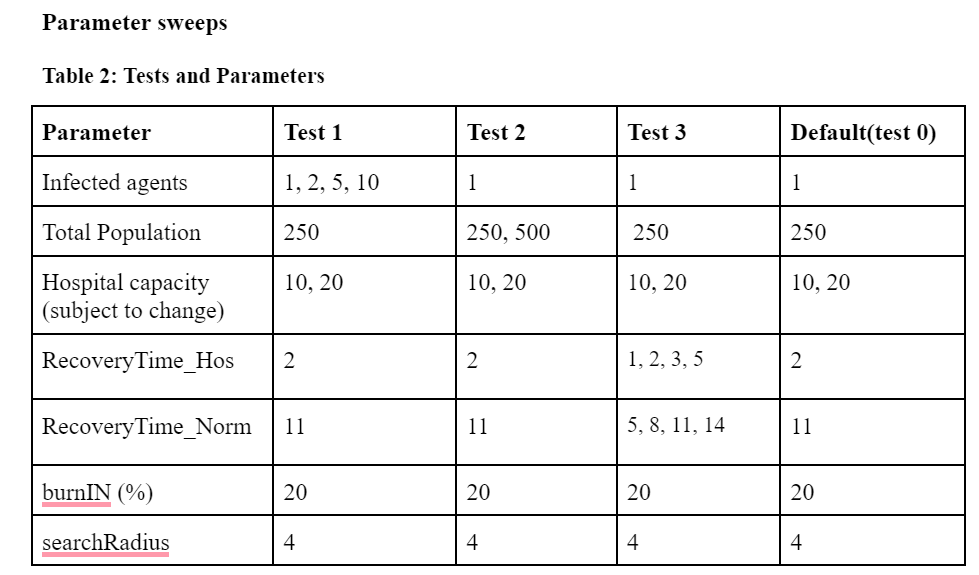 Parameter sweeps
Table 2: Tests and Parameters
Parameter Test 1 Test 2 Test 3 Default(test 0)
Infected agents 1, 2, 5, 10 1 1 1
Total Population 250 250, 500 250 250
Hospital capacity 10, 20 10, 20 10, 20 10, 20
(subject to change)
RecoveryTime_Hos 2 2 1, 2, 3, 5 2
RecoveryTime_Norm 11 11 5, 8, 11, 14 11
burnIN (%) 20 20 20 20
searchRadius 4 4 4 4